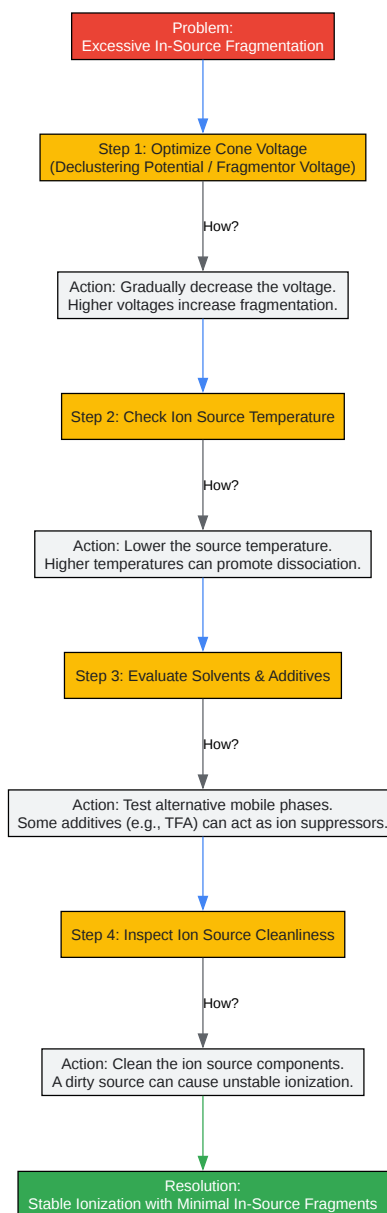 Problem:
Excessive In-Source Fragmentation
Step 1: Optimize Cone Voltage
(Declustering Potential / Fragmentor Voltage)
How?
Action: Gradually decrease the voltage.
Higher voltages increase fragmentation.
Step 2: Check Ion Source Temperature
How?
Action: Lower the source temperature.
Higher temperatures can promote dissociation.
Step 3: Evaluate Solvents & Additives
How?
Action: Test alternative mobile phases.
Some additives (e.g., TFA) can act as ion suppressors.
Step 4: Inspect Ion Source Cleanliness
How?
Action: Clean the ion source components.
A dirty source can cause unstable ionization.
Resolution:
Stable Ionization with Minimal In-Source Fragments